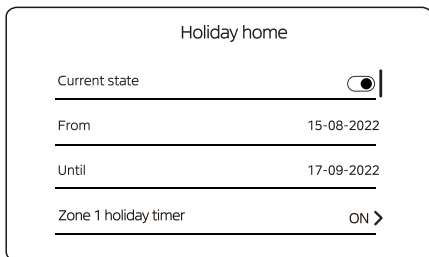 Holiday home
Current state
From 15-08-2022
Until 17-09-2022
Zone 1 holiday timer ON